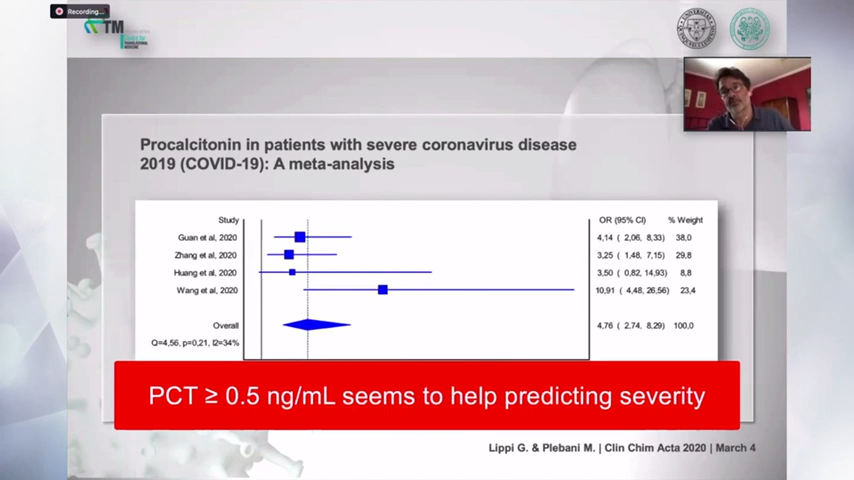 Recording...
TM
Procalcitonin in patients with severe coronavirus disease
2019 (COVID-19): A meta-analysis
Study OR (95% CI) % Weight
Guan et al, 2020 4,14 ( 2,06, 8,33) 38,0
Zhang et al, 2020 3,25 ( 1,48, 7,15) 29,8
Huang et al, 2020 3,50 ( 0,82, 14,93) 8,8
Wang et al, 2020 10,91 ( 4,48, 26,56) 23,4
Overall 4,76 ( 2,74, 8,29) 100,0
Q=4,56, p=0,21, I2=34%
PCT ≥ 0.5 ng/mL seems to help predicting severity
Lippi G. & Plebani M. | Clin Chim Acta 2020 | March 4